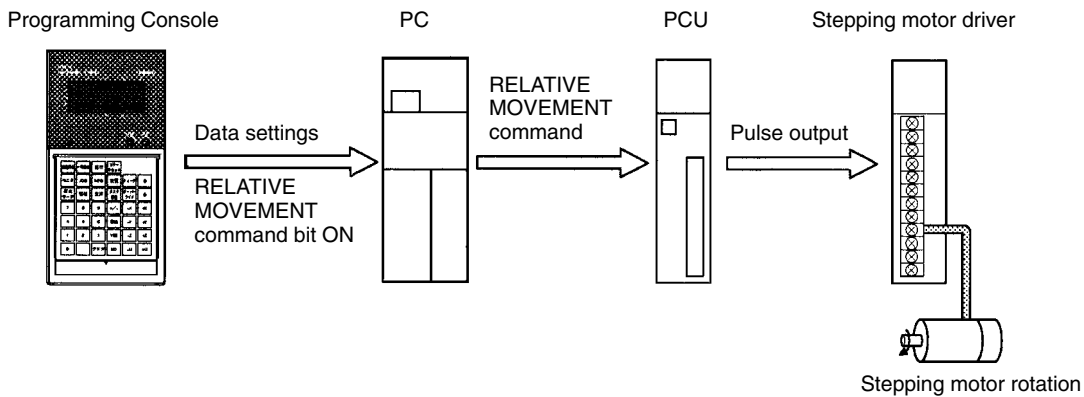 Programming Console
PC
PCU
Stepping motor driver
Data settings
RELATIVE
MOVEMENT
command bit ON
RELATIVE
MOVEMENT
command
Pulse output
Stepping motor rotation